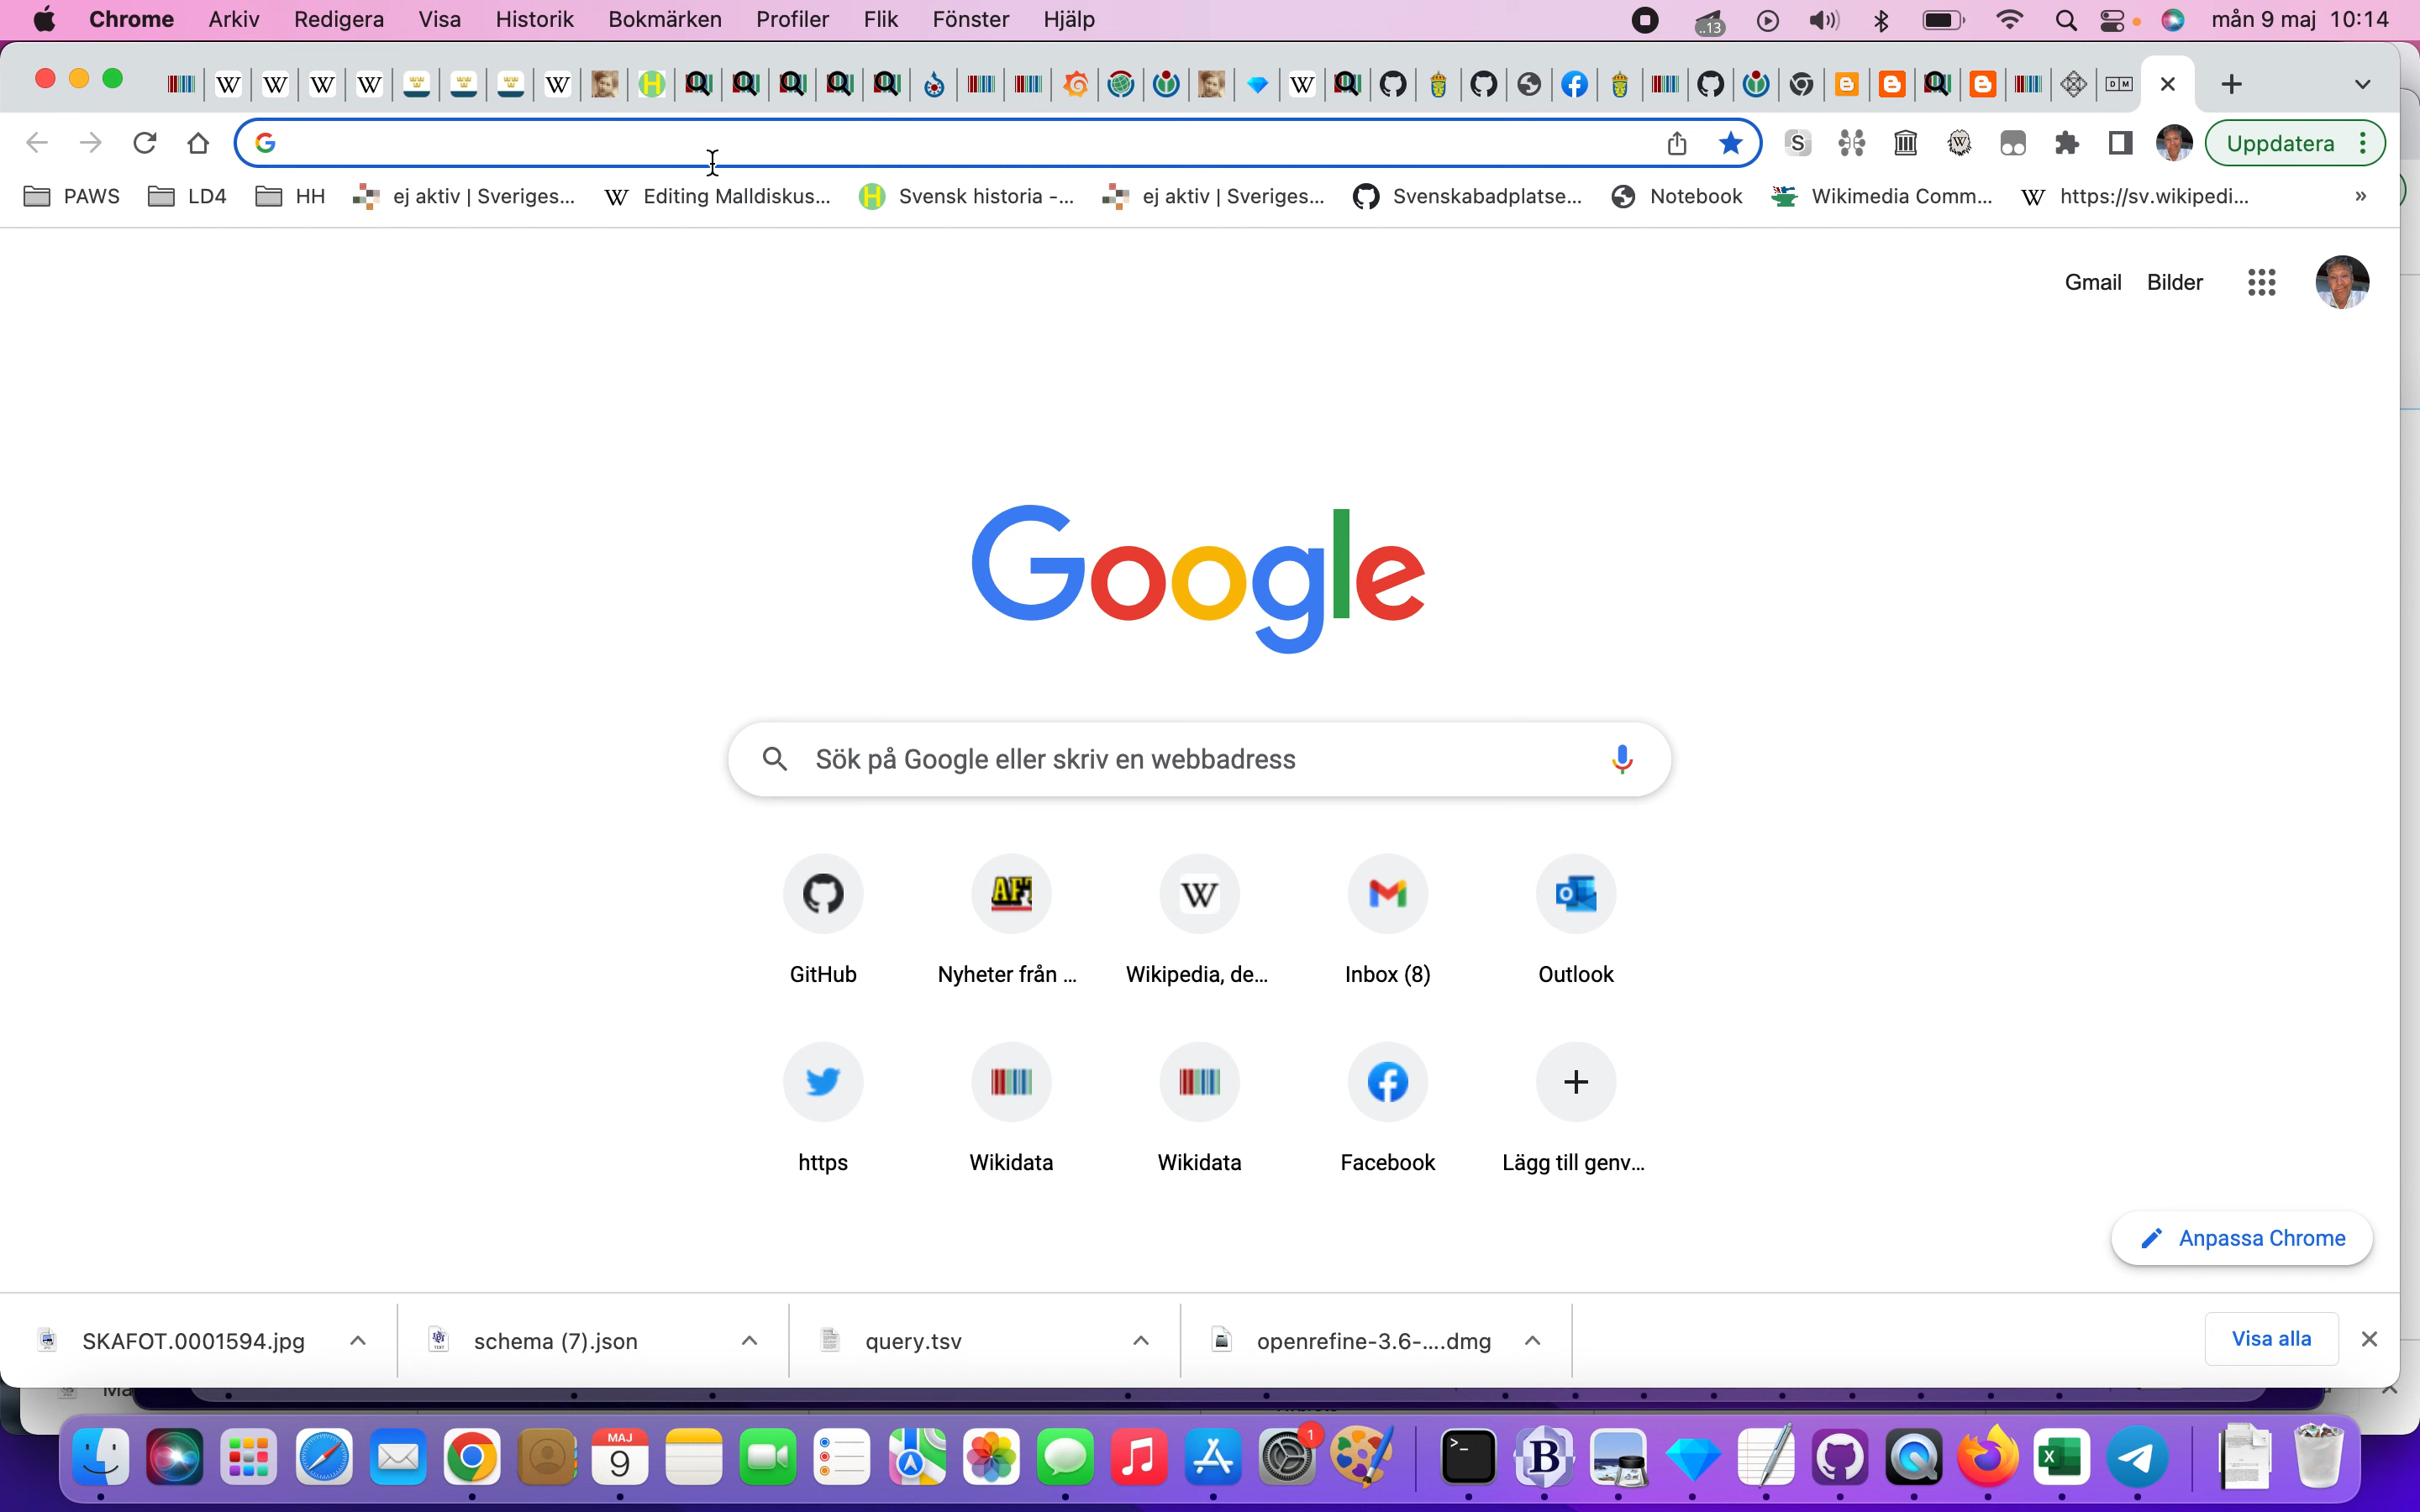 Chrome Arkiv Redigera Visa Historik Bokmärken Profiler Flik Fönster Hjälp
..13
mån 9 maj 10:14
Uppdatera
PAWS LD4 HH ej aktiv | Sveriges... Editing Malldiskus... Svensk historia -... ej aktiv | Sveriges... Svenskabadplatse... Notebook Wikimedia Comm... https://sv.wikipedi... »
Gmail Bilder
Google
Sök på Google eller skriv en webbadress
GitHub Nyheter från ... Wikipedia, de... Inbox (8) Outlook
https Wikidata Wikidata Facebook Lägg till genv...
Anpassa Chrome
SKAFOT.0001594.jpg schema (7).json query.tsv openrefine-3.6-....dmg Visa alla
MAJ
9
1